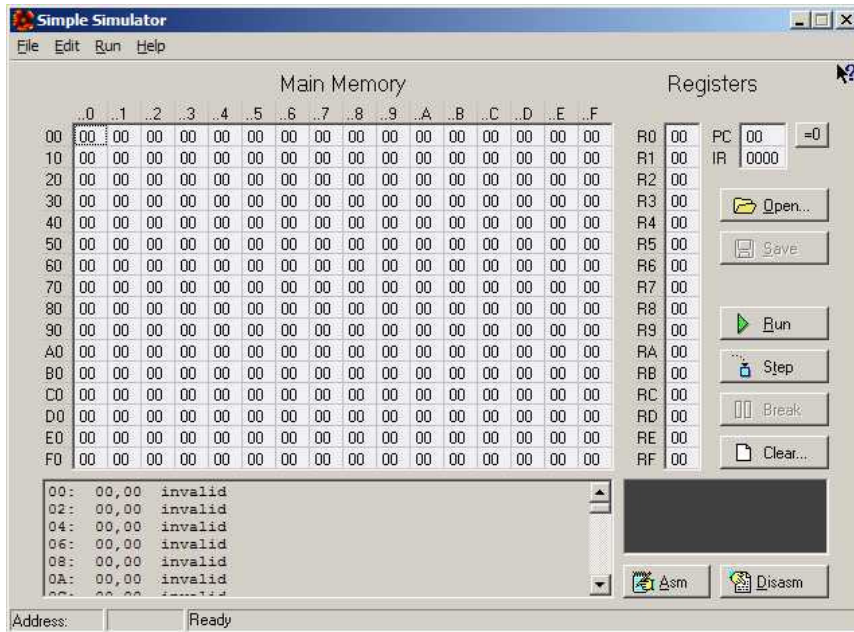 Simple Simulator
File Edit Run Help
Main Memory Registers
..0 ..1 ..2 ..3 ..4 ..5 ..6 ..7 ..8 ..9 ..A ..B ..C ..D ..E ..F
00 00 00 00 00 00 00 00 00 00 00 00 00 00 00 00 00 R0 00 PC 00 =0
10 00 00 00 00 00 00 00 00 00 00 00 00 00 00 00 00 R1 00 IR 0000
20 00 00 00 00 00 00 00 00 00 00 00 00 00 00 00 00 R2 00
30 00 00 00 00 00 00 00 00 00 00 00 00 00 00 00 00 R3 00 Open...
40 00 00 00 00 00 00 00 00 00 00 00 00 00 00 00 00 R4 00
50 00 00 00 00 00 00 00 00 00 00 00 00 00 00 00 00 R5 00 Save
60 00 00 00 00 00 00 00 00 00 00 00 00 00 00 00 00 R6 00
70 00 00 00 00 00 00 00 00 00 00 00 00 00 00 00 00 R7 00
80 00 00 00 00 00 00 00 00 00 00 00 00 00 00 00 00 R8 00
90 00 00 00 00 00 00 00 00 00 00 00 00 00 00 00 00 R9 00 Run
A0 00 00 00 00 00 00 00 00 00 00 00 00 00 00 00 00 RA 00
B0 00 00 00 00 00 00 00 00 00 00 00 00 00 00 00 00 RB 00 Step
C0 00 00 00 00 00 00 00 00 00 00 00 00 00 00 00 00 RC 00
D0 00 00 00 00 00 00 00 00 00 00 00 00 00 00 00 00 RD 00 Break
E0 00 00 00 00 00 00 00 00 00 00 00 00 00 00 00 00 RE 00
F0 00 00 00 00 00 00 00 00 00 00 00 00 00 00 00 00 RF 00 Clear...
00: 00,00 invalid
02: 00,00 invalid
04: 00,00 invalid
06: 00,00 invalid
08: 00,00 invalid
0A: 00,00 invalid
Asm Disasm
Address: Ready